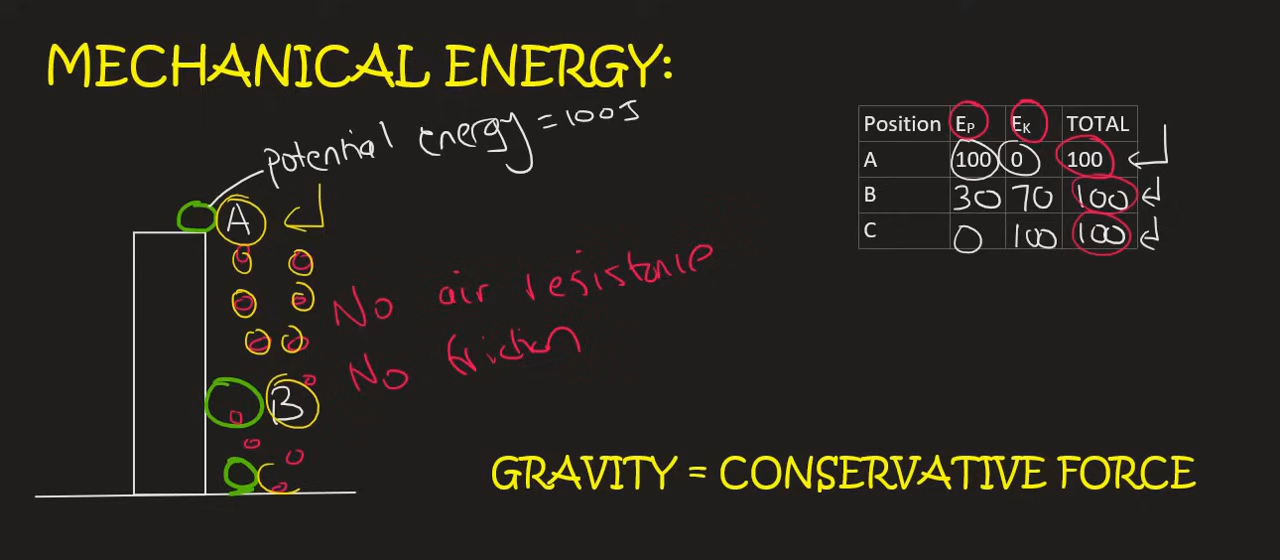 MECHANICAL ENERGY:
Potential energy = 100J
Position EP EK TOTAL
A 100 0 100
B 30 70 100
C 0 100 100
A
No air resistance
No friction
B
C
GRAVITY = CONSERVATIVE FORCE